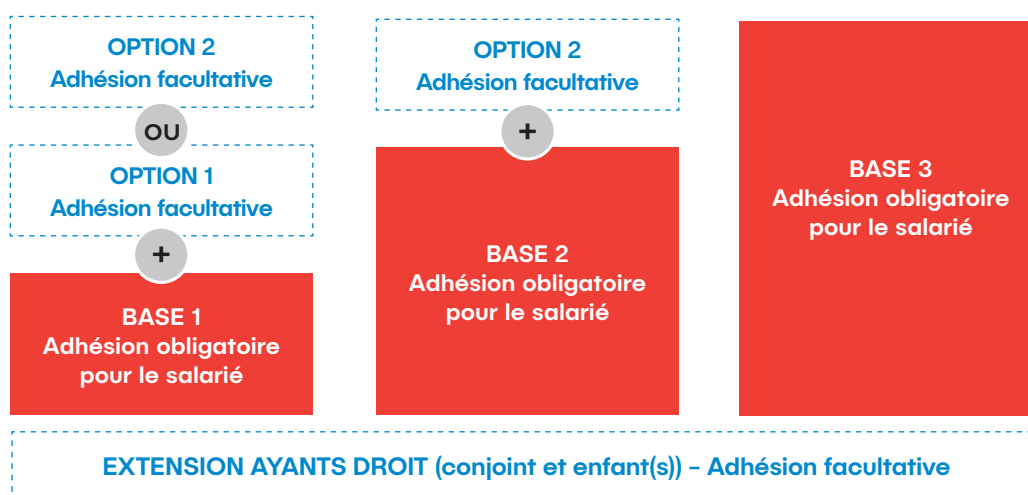 OPTION 2
Adhésion facultative
OU
OPTION 1
Adhésion facultative
+
BASE 1
Adhésion obligatoire
pour le salarié
OPTION 2
Adhésion facultative
+
BASE 2
Adhésion obligatoire
pour le salarié
BASE 3
Adhésion obligatoire
pour le salarié
EXTENSION AYANTS DROIT (conjoint et enfant(s)) – Adhésion facultative